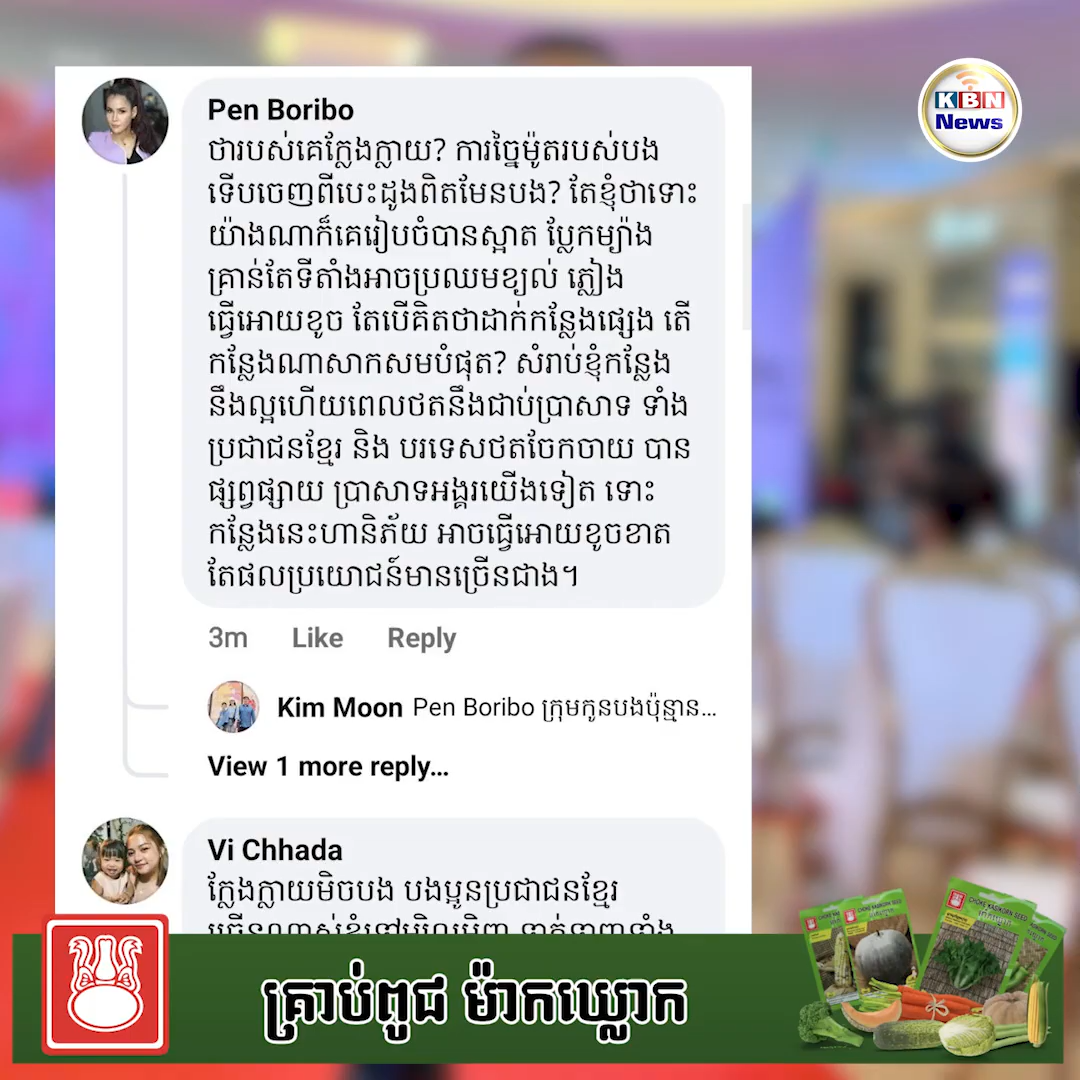 KBN
News
Pen Boribo
ថារបស់គេក្លែងក្លាយ? ការច្នៃម៉ូតរបស់បង
ទើបចេញពីបេះដូងពិតមែនបង? តែខ្ញុំថាទោះ
យ៉ាងណាក៏គេរៀបចំបានស្អាត ប្លែកម្យ៉ាង
គ្រាន់តែទីតាំងអាចប្រឈមខ្យល់ ភ្លៀង
ធ្វើអោយខូច តែបើគិតថាដាក់កន្លែងផ្សេង តើ
កន្លែងណាសាកសមបំផុត? សំរាប់ខ្ញុំកន្លែង
នឹងល្អហើយពេលថតនឹងជាប់ប្រាសាទ ទាំង
ប្រជាជនខ្មែរ និង បរទេសថតចែកចាយ បាន
ផ្សព្វផ្សាយ ប្រាសាទអង្គរយើងទៀត ទោះ
កន្លែងនេះហានិភ័យ អាចធ្វើអោយខូចខាត
តែផលប្រយោជន៍មានច្រើនជាង។
3m Like Reply
Kim Moon Pen Boribo ក្រុមកូនបងប៉ុន្មាន...
View 1 more reply...
Vi Chhada
ក្លែងក្លាយមិចបង បងប្អូនប្រជាជនខ្មែរ
គ្រាប់ពូជ ម៉ាកឃ្លោក
CHOKE KASIKORN SEED